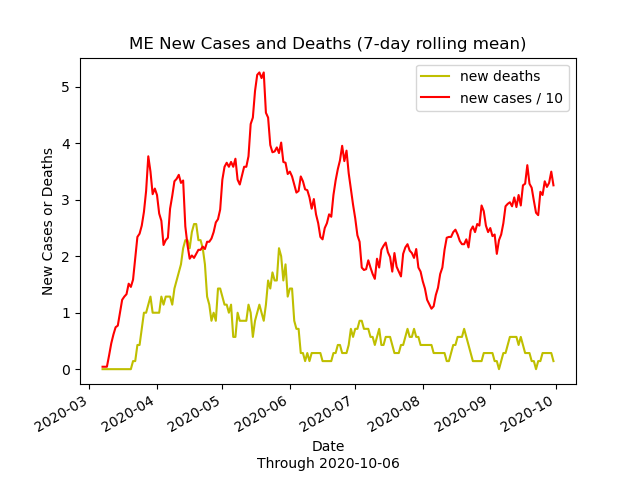 ME New Cases and Deaths (7-day rolling mean)
new deaths
new cases / 10
New Cases or Deaths
5
4
3
2
1
0
2020-03
2020-04
2020-05
2020-06
2020-07
2020-08
2020-09
2020-10
Date
Through 2020-10-06